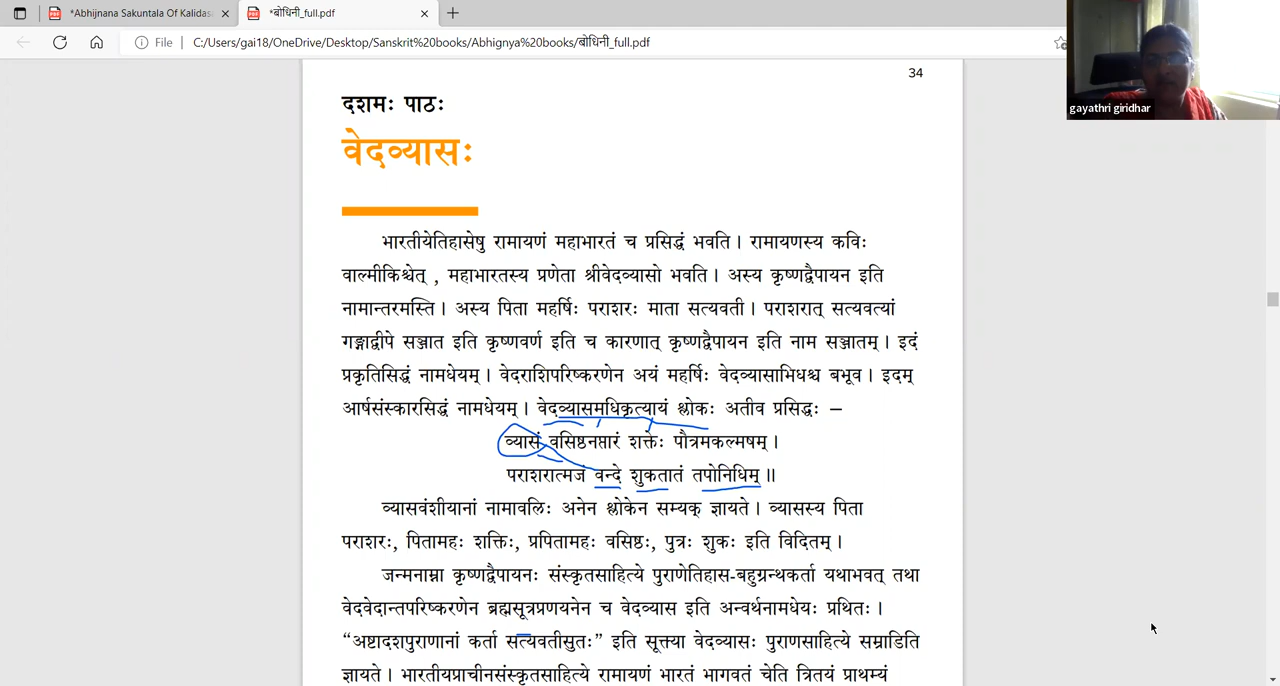 *Abhijnana Sakuntala Of Kalidas
*बोधिनी_full.pdf
File
C:/Users/gai18/OneDrive/Desktop/Sanskrit%20books/Abhignya%20books/बोधिनी_full.pdf
gayathri giridhar
34
दशमः पाठः
वेदव्यासः
भारतीयेतिहासेषु रामायणं महाभारतं च प्रसिद्धं भवति । रामायणस्य कविः
वाल्मीकिश्चेत् , महाभारतस्य प्रणेता श्रीवेदव्यासो भवति । अस्य कृष्णद्वैपायन इति
नामान्तरमस्ति । अस्य पिता महर्षिः पराशरः माता सत्यवती । पराशरात् सत्यवत्यां
गङ्गाद्वीपे सञ्जात इति कृष्णवर्ण इति च कारणात् कृष्णद्वैपायन इति नाम सञ्जातम् । इदं
प्रकृतिसिद्धं नामधेयम् । वेदराशिपरिष्करणेन अयं महर्षिः वेदव्यासाभिधश्च बभूव । इदम्
आर्षसंस्कारसिद्धं नामधेयम् । वेदव्यासमधिकृत्यायं श्लोकः अतीव प्रसिद्धः –
व्यासं वसिष्ठनप्तारं शक्तेः पौत्रमकल्मषम् ।
पराशरात्मजं वन्दे शुकतातं तपोनिधिम् ॥
व्यासवंशीयानां नामावलिः अनेन श्लोकेन सम्यक् ज्ञायते । व्यासस्य पिता
पराशरः, पितामहः शक्तिः, प्रपितामहः वसिष्ठः, पुत्रः शुकः इति विदितम् ।
जन्मनाम्ना कृष्णद्वैपायनः संस्कृतसाहित्ये पुराणेतिहास-बहुग्रन्थकर्ता यथाभवत् तथा
वेदवेदान्तपरिष्करणेन ब्रह्मसूत्रप्रणयनेन च वेदव्यास इति अन्वर्थनामधेयः प्रथितः ।
“अष्टादशपुराणानां कर्ता सत्यवतीसुतः” इति सूक्त्या वेदव्यासः पुराणसाहित्ये सम्राडिति
ज्ञायते । भारतीयप्राचीनसंस्कृतसाहित्ये रामायणं भारतं भागवतं चेति त्रितयं प्राथम्यं